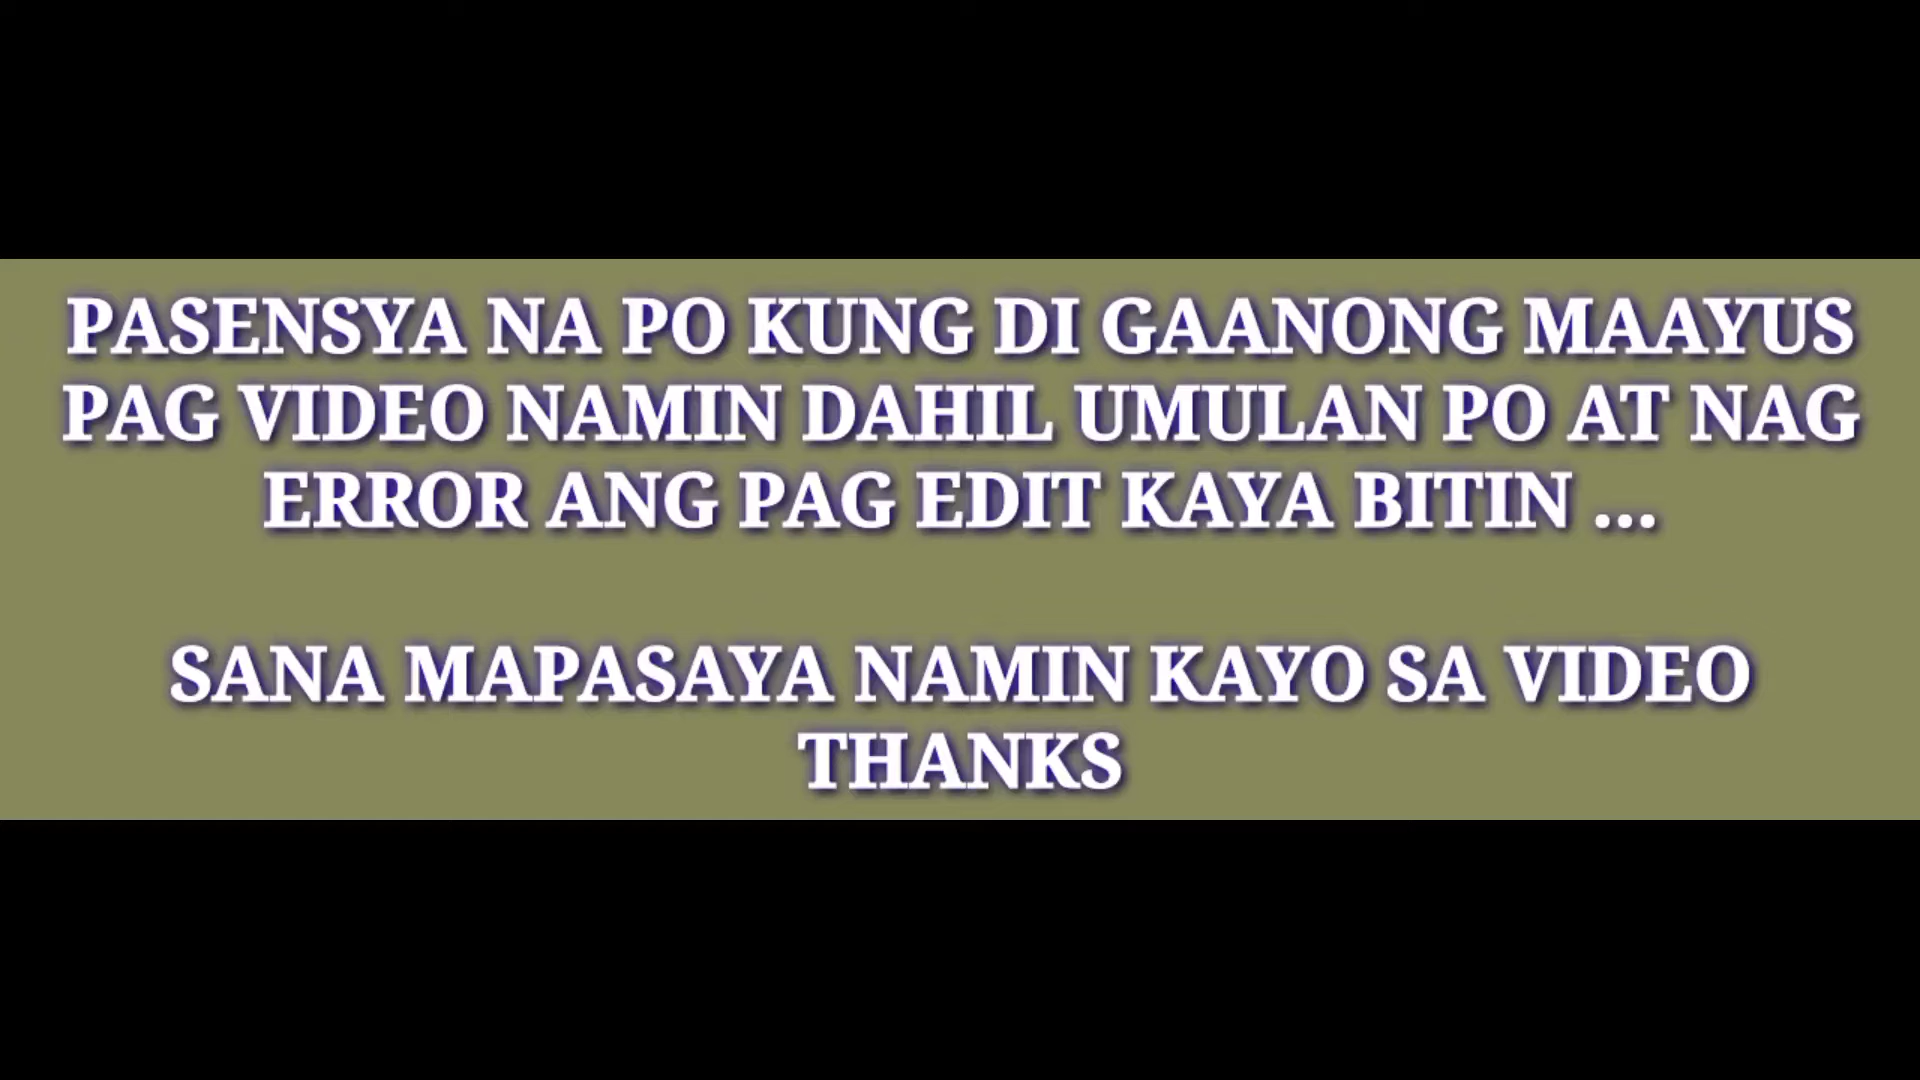 PASENSYA NA PO KUNG DI GAANONG MAAYUS
PAG VIDEO NAMIN DAHIL UMULAN PO AT NAG
ERROR ANG PAG EDIT KAYA BITIN ...
SANA MAPASAYA NAMIN KAYO SA VIDEO
THANKS